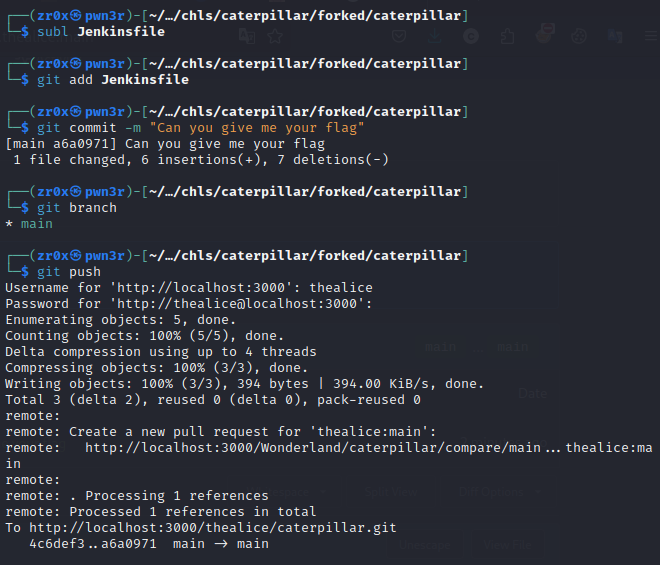 ┌──(zr0x㉿pwn3r)-[~/…/chls/caterpillar/forked/caterpillar]
└─$ subl Jenkinsfile
┌──(zr0x㉿pwn3r)-[~/…/chls/caterpillar/forked/caterpillar]
└─$ git add Jenkinsfile
┌──(zr0x㉿pwn3r)-[~/…/chls/caterpillar/forked/caterpillar]
└─$ git commit -m "Can you give me your flag"
[main a6a0971] Can you give me your flag
 1 file changed, 6 insertions(+), 7 deletions(-)
┌──(zr0x㉿pwn3r)-[~/…/chls/caterpillar/forked/caterpillar]
└─$ git branch
* main
┌──(zr0x㉿pwn3r)-[~/…/chls/caterpillar/forked/caterpillar]
└─$ git push
Username for 'http://localhost:3000': thealice
Password for 'http://thealice@localhost:3000':
Enumerating objects: 5, done.
Counting objects: 100% (5/5), done.
Delta compression using up to 4 threads
Compressing objects: 100% (3/3), done.
Writing objects: 100% (3/3), 394 bytes | 394.00 KiB/s, done.
Total 3 (delta 2), reused 0 (delta 0), pack-reused 0
remote:
remote: Create a new pull request for 'thealice:main':
remote:   http://localhost:3000/Wonderland/caterpillar/compare/main...thealice:ma
in
remote:
remote: . Processing 1 references
remote: Processed 1 references in total
To http://localhost:3000/thealice/caterpillar.git
   4c6def3..a6a0971  main -> main